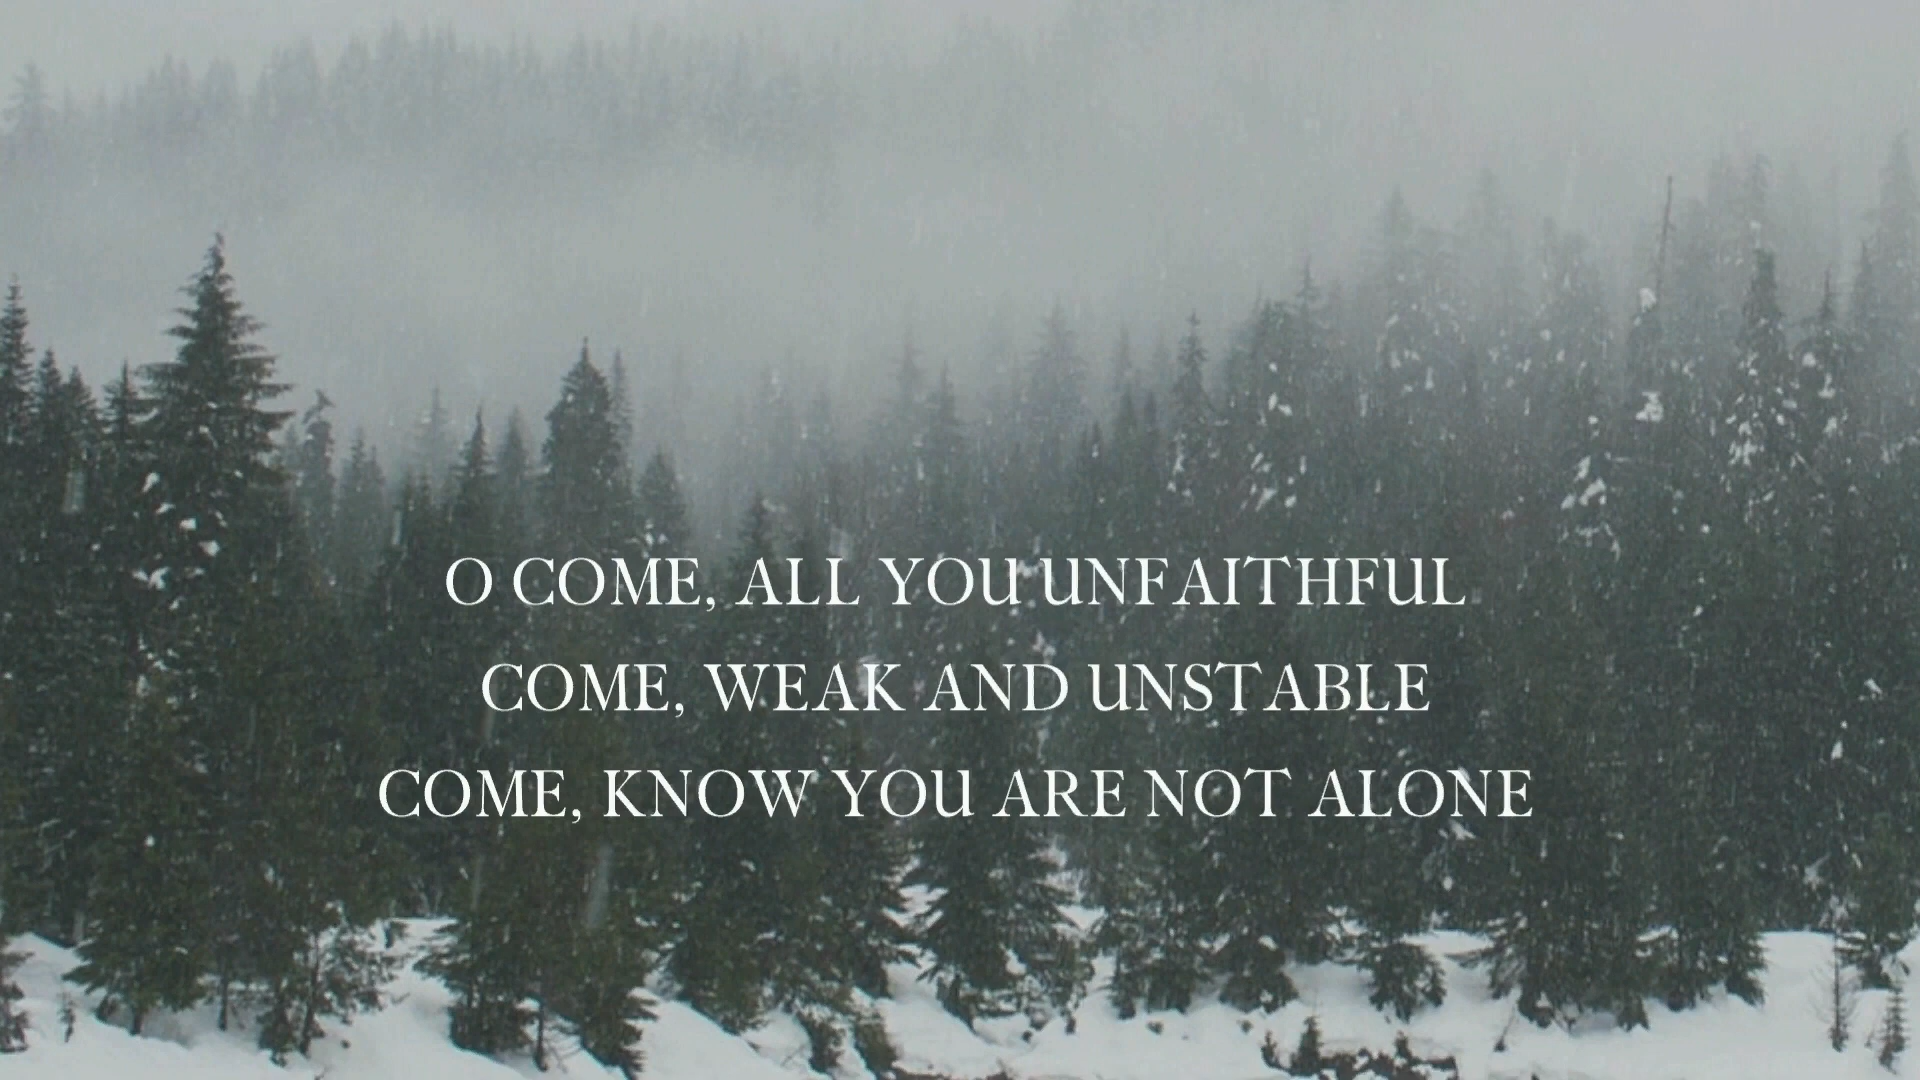 O COME, ALL YOU UNFAITHFUL
COME, WEAK AND UNSTABLE
COME, KNOW YOU ARE NOT ALONE